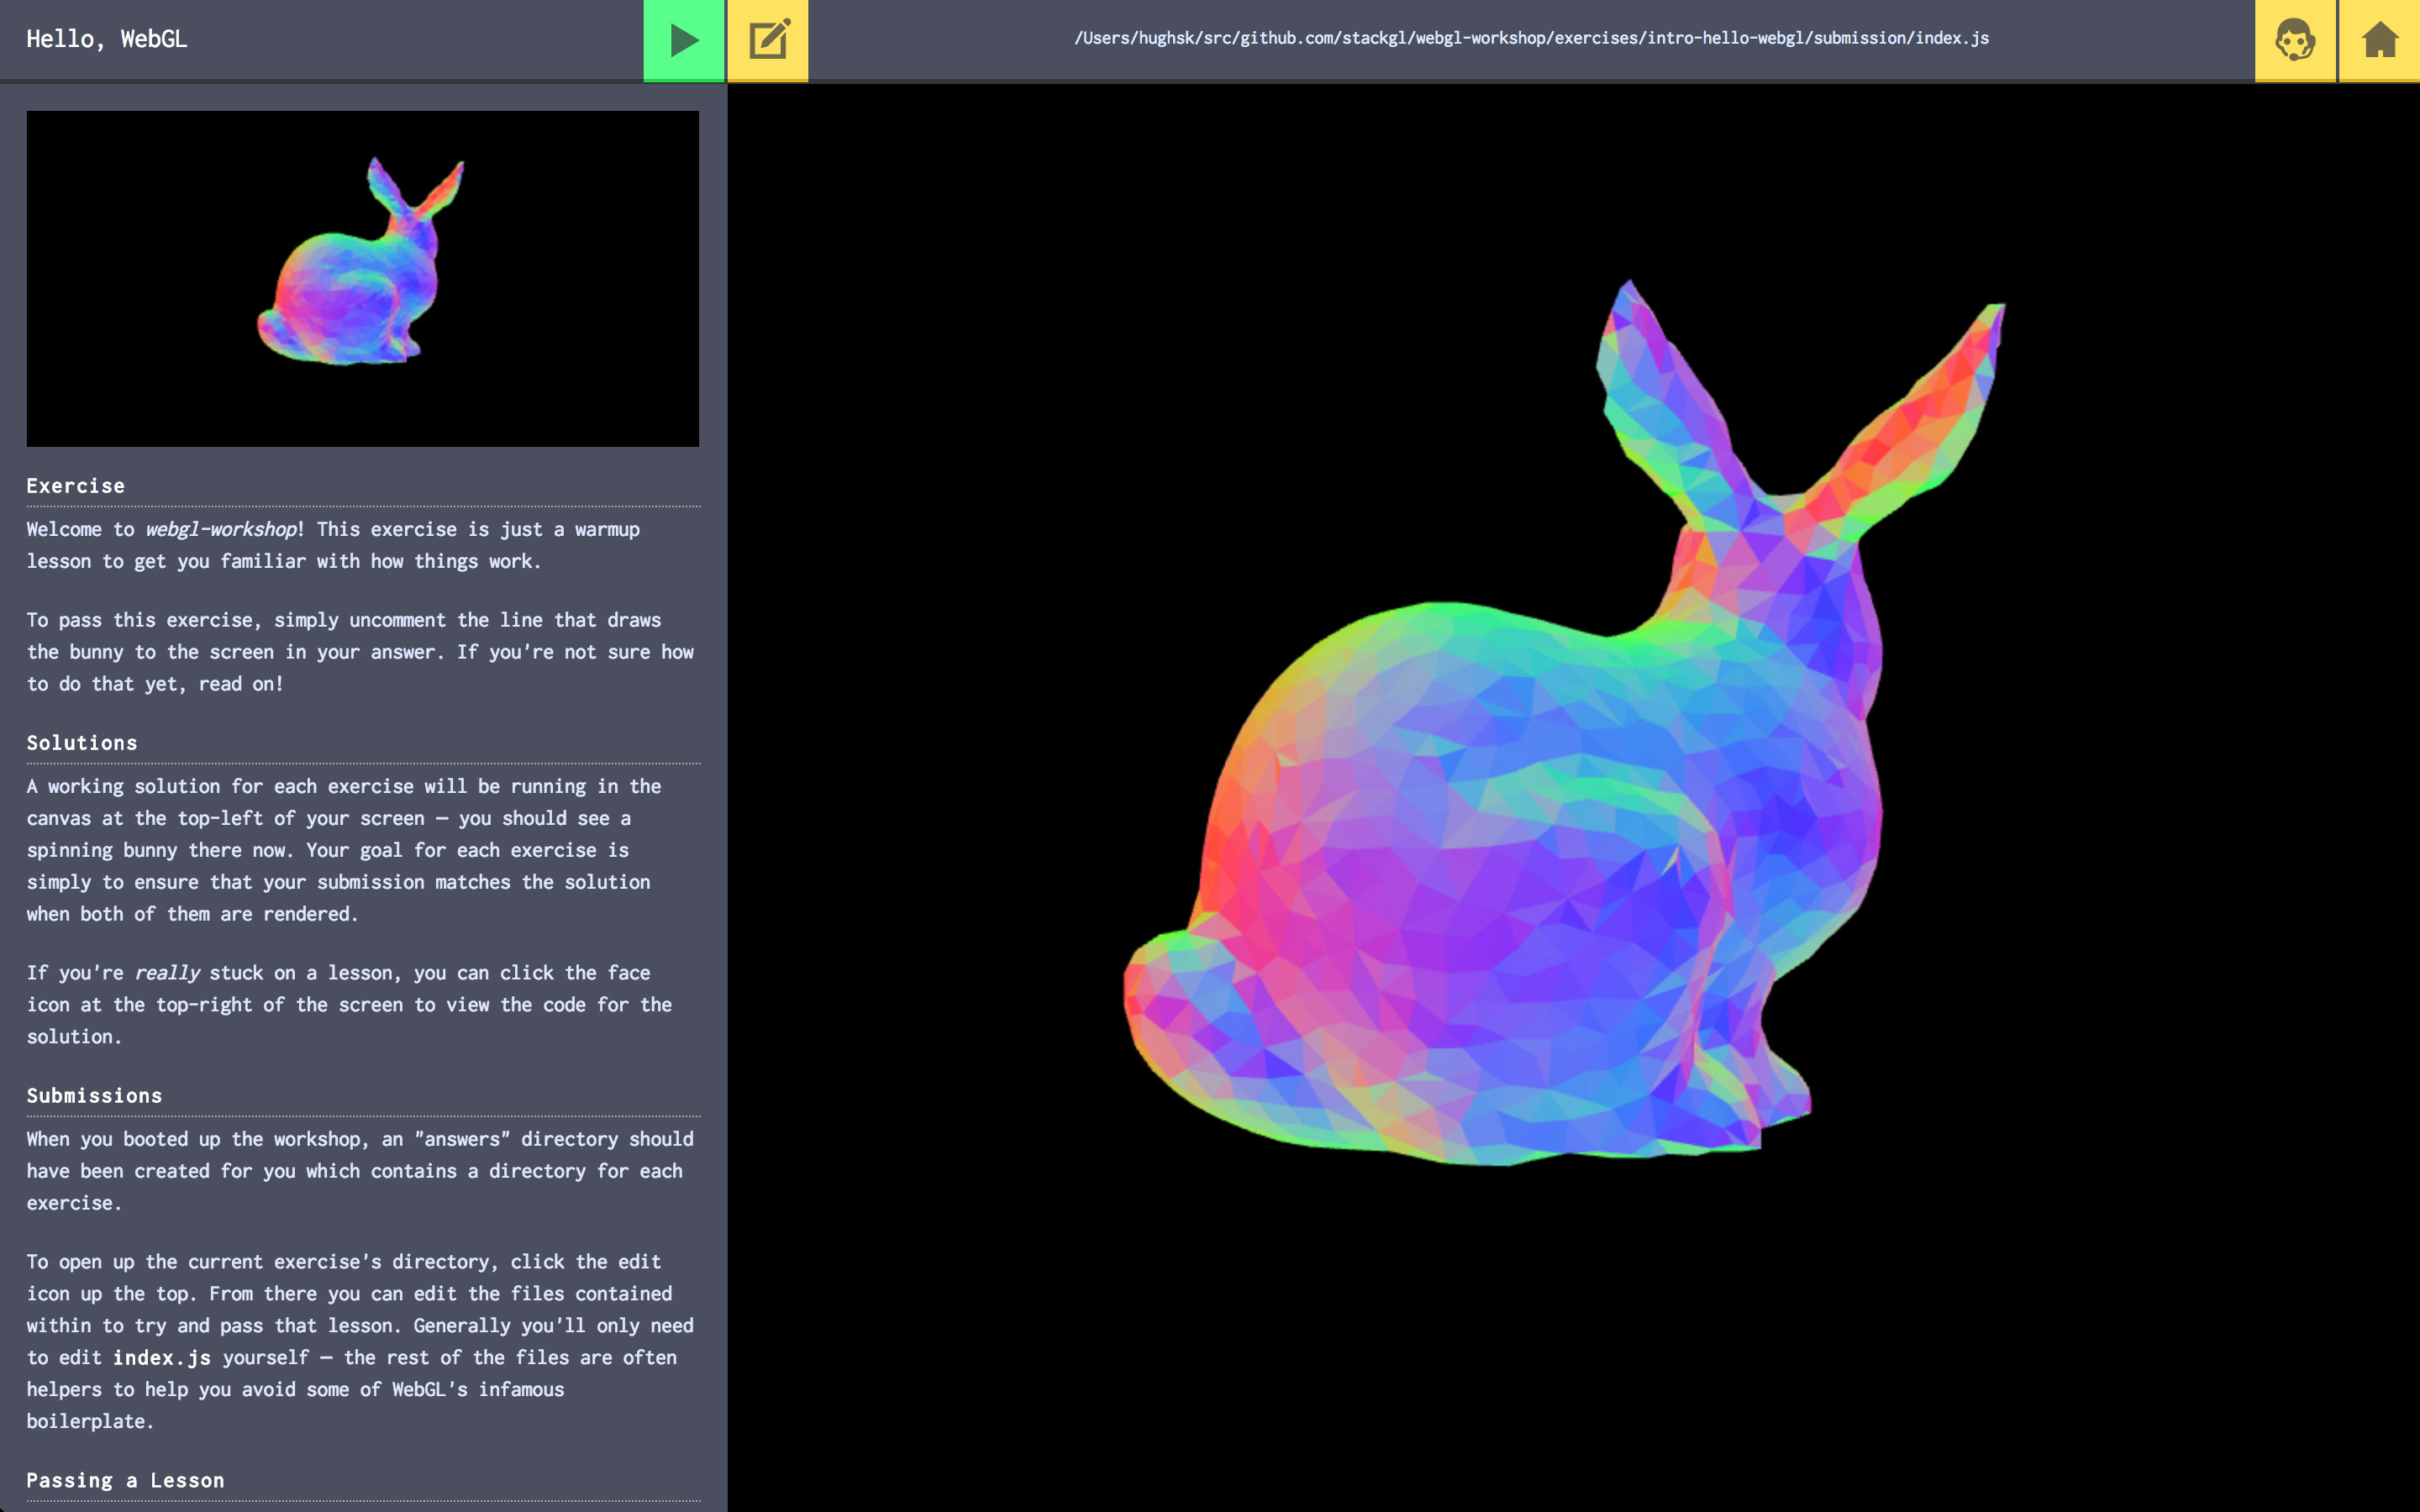 Hello, WebGL
/Users/hughsk/src/github.com/stackgl/webgl-workshop/exercises/intro-hello-webgl/submission/index.js
Exercise
Welcome to webgl-workshop! This exercise is just a warmup
lesson to get you familiar with how things work.
To pass this exercise, simply uncomment the line that draws
the bunny to the screen in your answer. If you're not sure how
to do that yet, read on!
Solutions
A working solution for each exercise will be running in the
canvas at the top-left of your screen — you should see a
spinning bunny there now. Your goal for each exercise is
simply to ensure that your submission matches the solution
when both of them are rendered.
If you're really stuck on a lesson, you can click the face
icon at the top-right of the screen to view the code for the
solution.
Submissions
When you booted up the workshop, an "answers" directory should
have been created for you which contains a directory for each
exercise.
To open up the current exercise's directory, click the edit
icon up the top. From there you can edit the files contained
within to try and pass that lesson. Generally you'll only need
to edit index.js yourself — the rest of the files are often
helpers to help you avoid some of WebGL's infamous
boilerplate.
Passing a Lesson